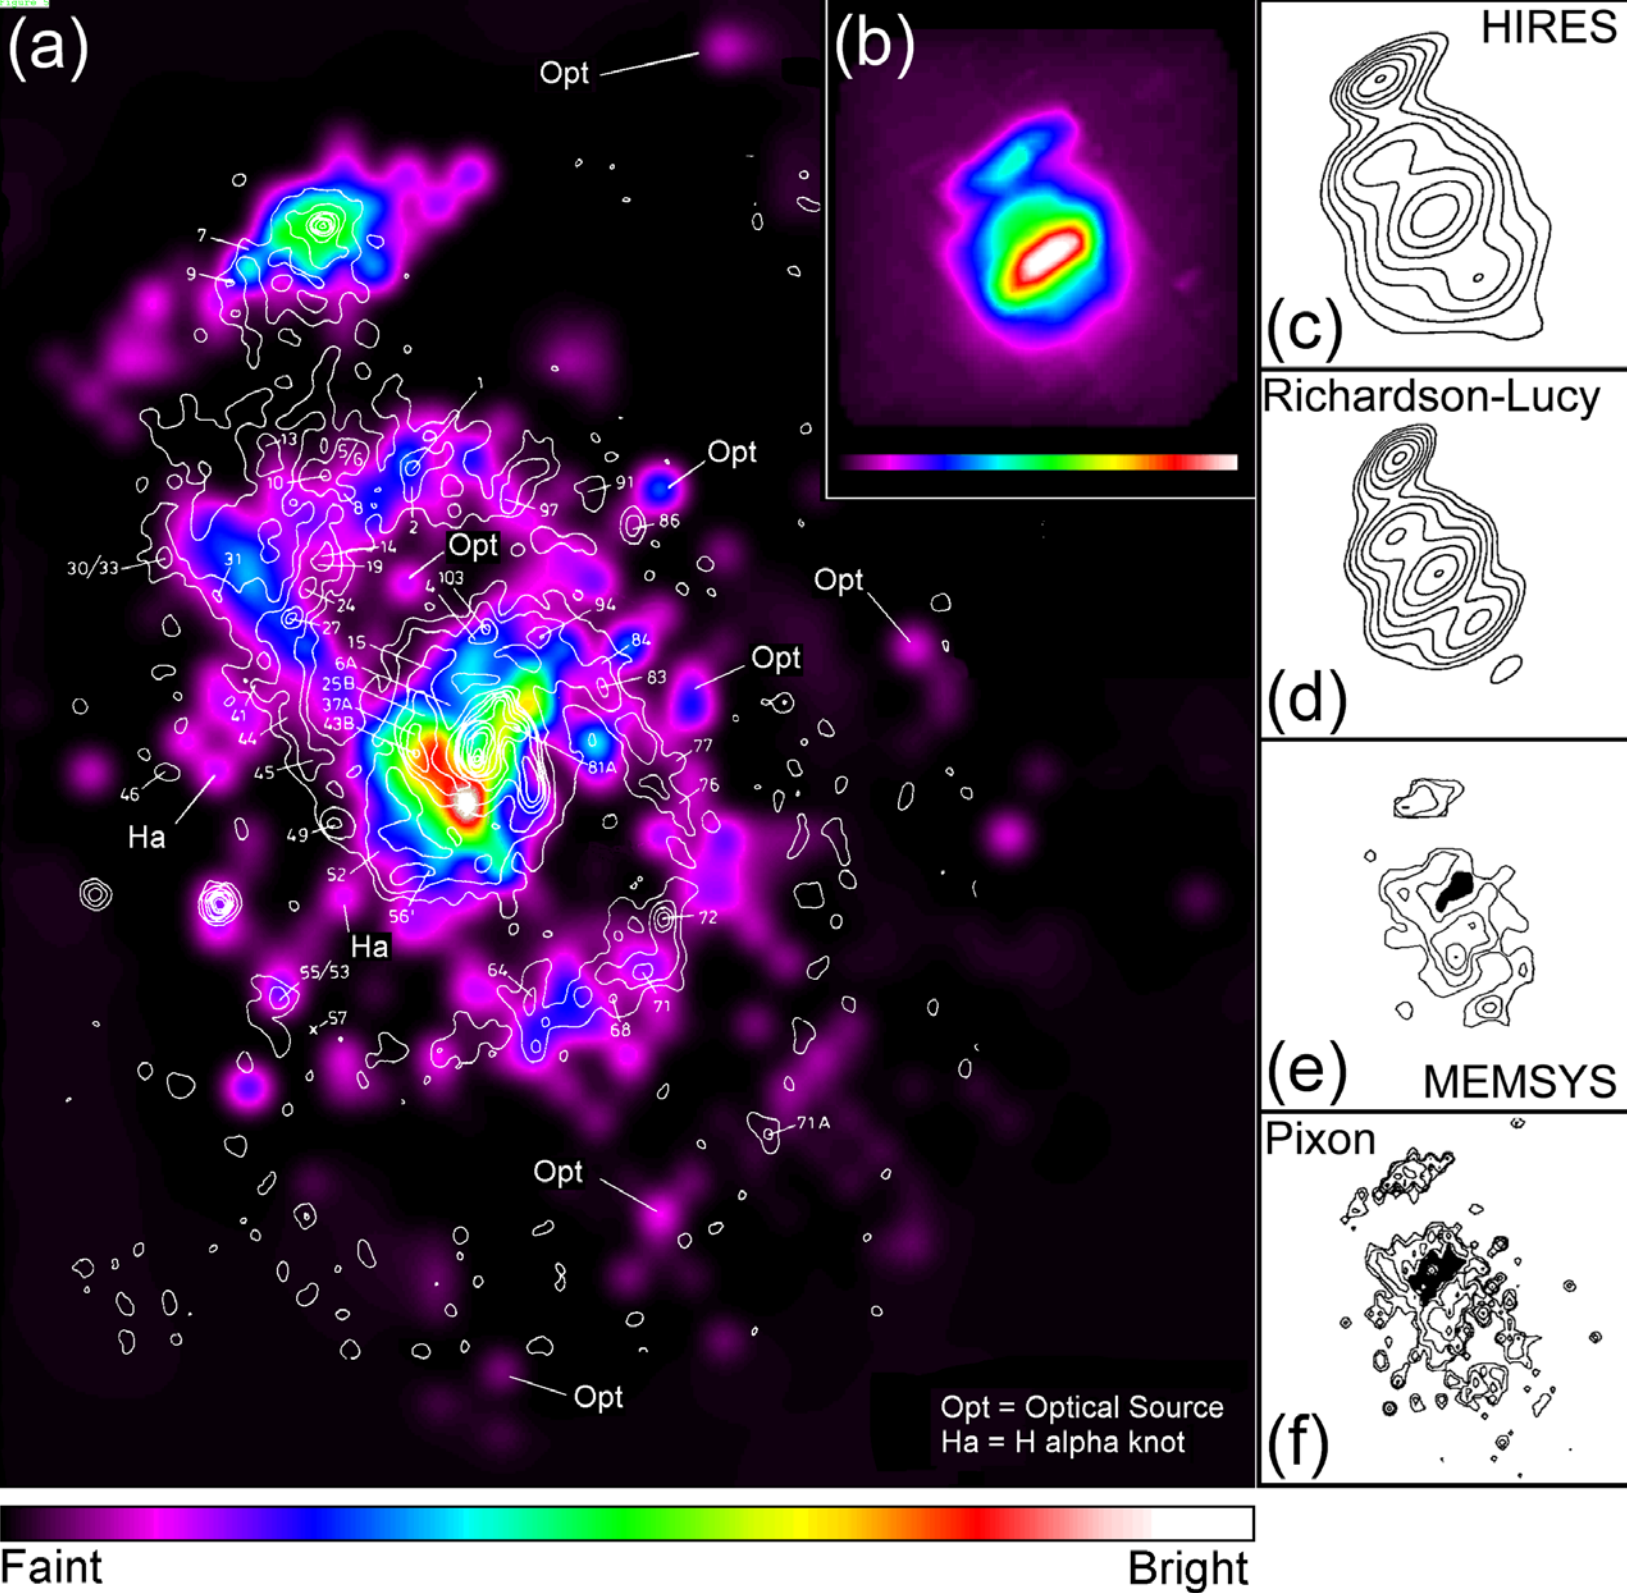 Figure 5
(a)
Opt
7
9
1
13
5/6
10
8
2
97
91
86
Opt
30/33
31
14
19
Opt
24
27
4
103
94
Opt
15
6A
25B
37A
43B
84
83
Opt
41
44
45
46
Ha
49
52
56'
Ha
81A
77
76
72
55/53
57
64
68
71
71A
Opt
Opt
Opt = Optical Source
Ha = H alpha knot
(b)
HIRES
(c)
Richardson-Lucy
(d)
(e)
MEMSYS
Pixon
(f)
Faint
Bright